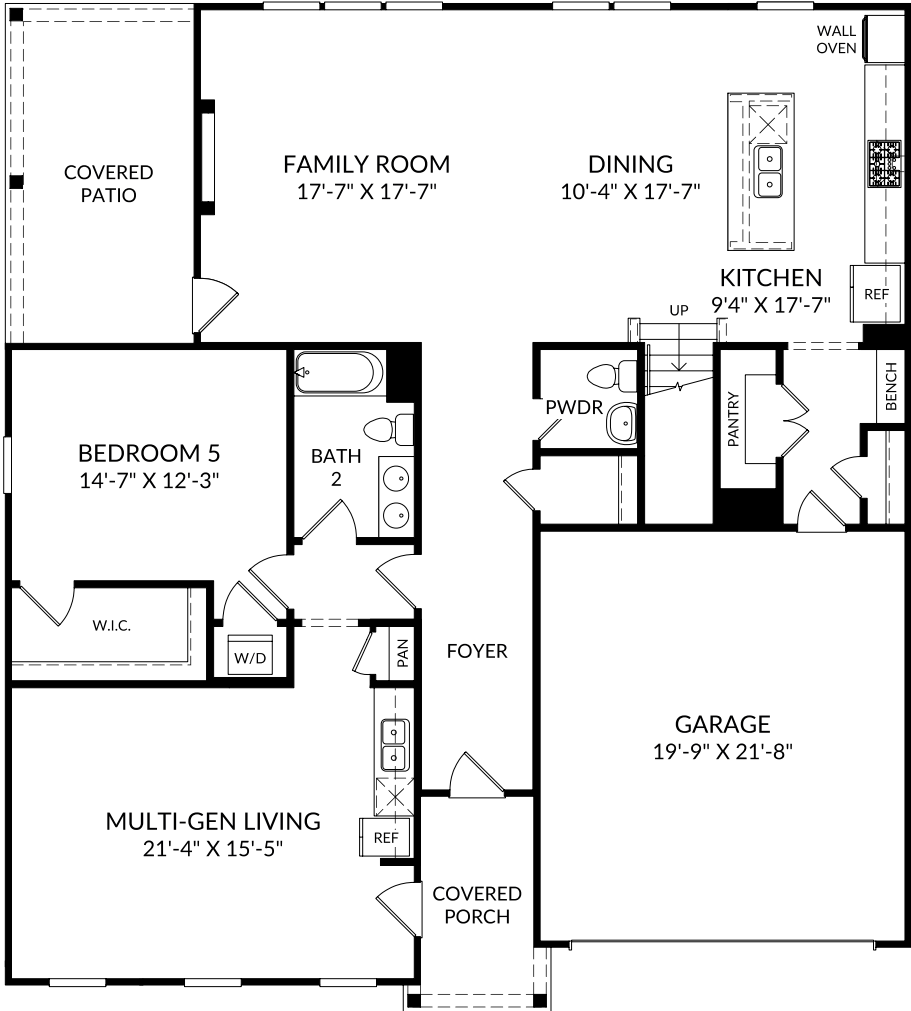 WALL
OVEN
COVERED
PATIO
FAMILY ROOM
17'-7" X 17'-7"
DINING
10'-4" X 17'-7"
KITCHEN
9'4" X 17'-7"
REF
UP
BENCH
PANTRY
PWDR
BEDROOM 5
14'-7" X 12'-3"
BATH
2
W.I.C.
W/D
PAN
FOYER
GARAGE
19'-9" X 21'-8"
MULTI-GEN LIVING
21'-4" X 15'-5"
REF
COVERED
PORCH